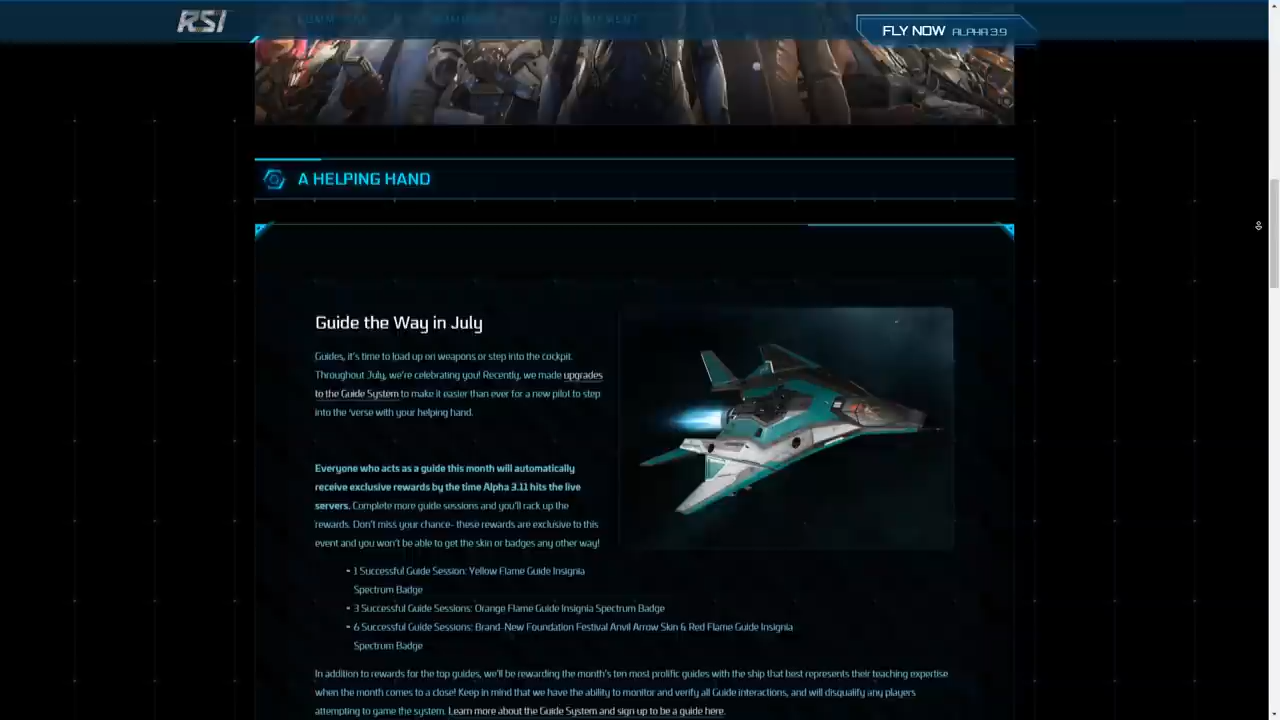 RSI
FLY NOW ALPHA 3.9
A HELPING HAND
Guide the Way in July
Guides, it's time to load up on weapons or step into the cockpit.
Throughout July, we're celebrating you! Recently, we made upgrades
to the Guide System to make it easier than ever for a new pilot to step
into the 'verse with your helping hand.
Everyone who acts as a guide this month will automatically
receive exclusive rewards by the time Alpha 3.11 hits the live
servers. Complete more guide sessions and you'll rack up the
rewards. Don't miss your chance– these rewards are exclusive to this
event and you won't be able to get the skin or badges any other way!
- 1 Successful Guide Session: Yellow Flame Guide Insignia
Spectrum Badge
- 3 Successful Guide Sessions: Orange Flame Guide Insignia Spectrum Badge
- 6 Successful Guide Sessions: Brand-New Foundation Festival Anvil Arrow Skin & Red Flame Guide Insignia
Spectrum Badge
In addition to rewards for the top guides, we'll be rewarding the month's ten most prolific guides with the ship that best represents their teaching expertise
when the month comes to a close! Keep in mind that we have the ability to monitor and verify all Guide interactions, and will disqualify any players
attempting to game the system. Learn more about the Guide System and sign up to be a guide here.